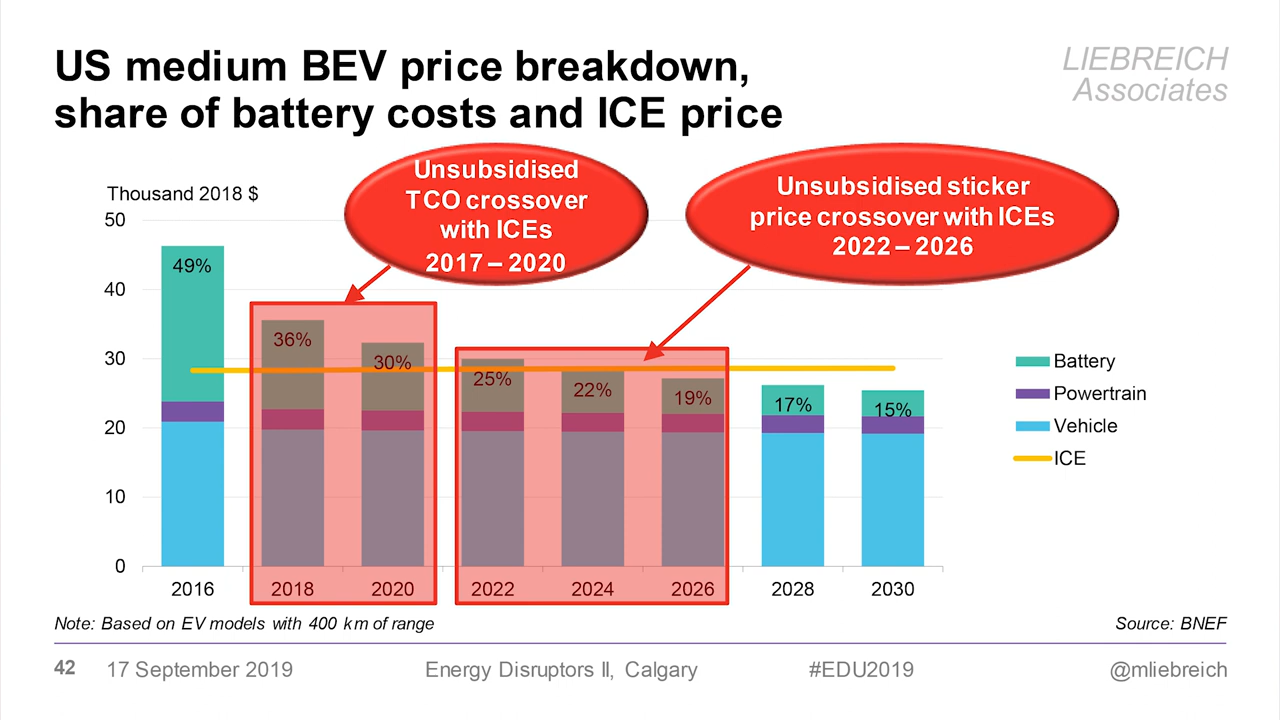 US medium BEV price breakdown,
share of battery costs and ICE price
LIEBREICH
Associates
Unsubsidised
TCO crossover
with ICEs
2017 – 2020
Unsubsidised sticker
price crossover with ICEs
2022 – 2026
Thousand 2018 $
50
40
30
20
10
0
49%
36%
30%
25%
22%
19%
17%
15%
2016
2018
2020
2022
2024
2026
2028
2030
Battery
Powertrain
Vehicle
ICE
Note: Based on EV models with 400 km of range
Source: BNEF
42
17 September 2019
Energy Disruptors II, Calgary
#EDU2019
@mliebreich